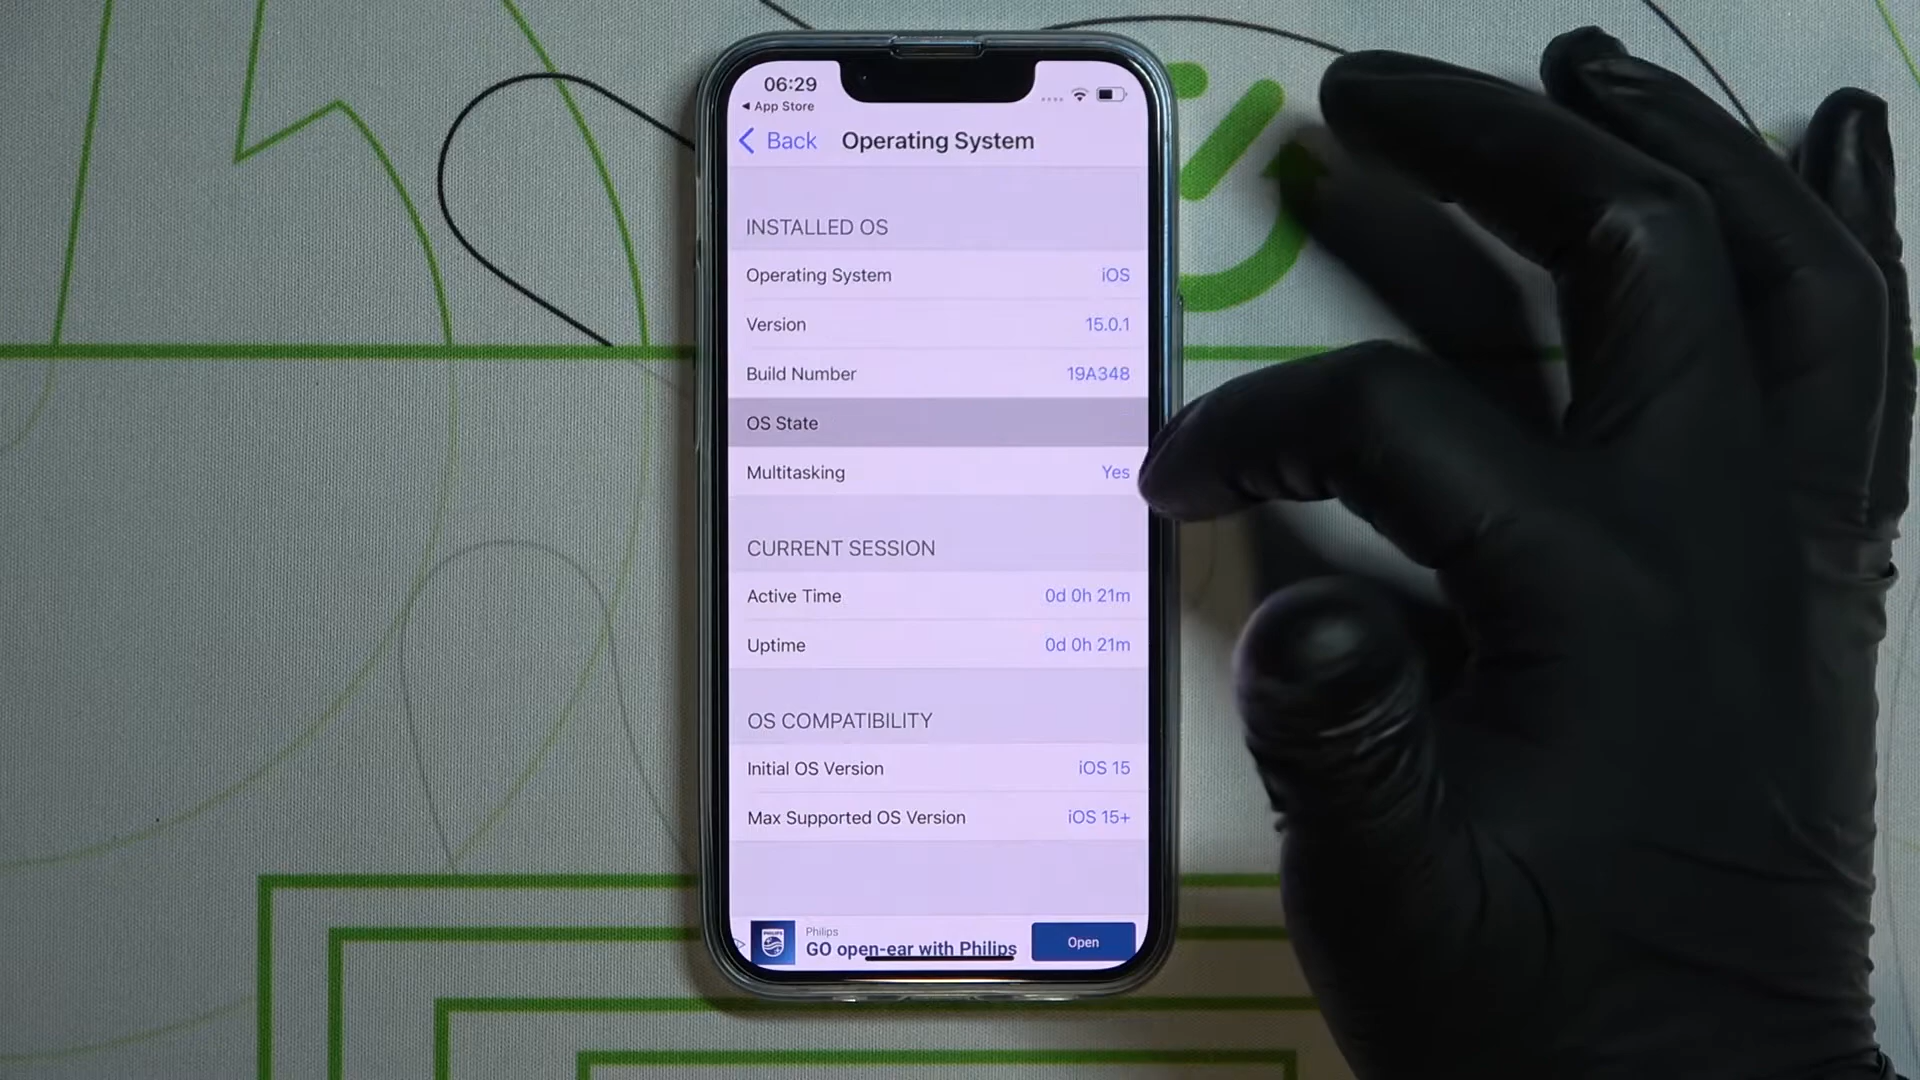 06:29
◀ App Store
Back
Operating System
INSTALLED OS
Operating System iOS
Version 15.0.1
Build Number 19A348
OS State
Multitasking Yes
CURRENT SESSION
Active Time 0d 0h 21m
Uptime 0d 0h 21m
OS COMPATIBILITY
Initial OS Version iOS 15
Max Supported OS Version iOS 15+
PHILIPS
Philips
GO open-ear with Philips
Open